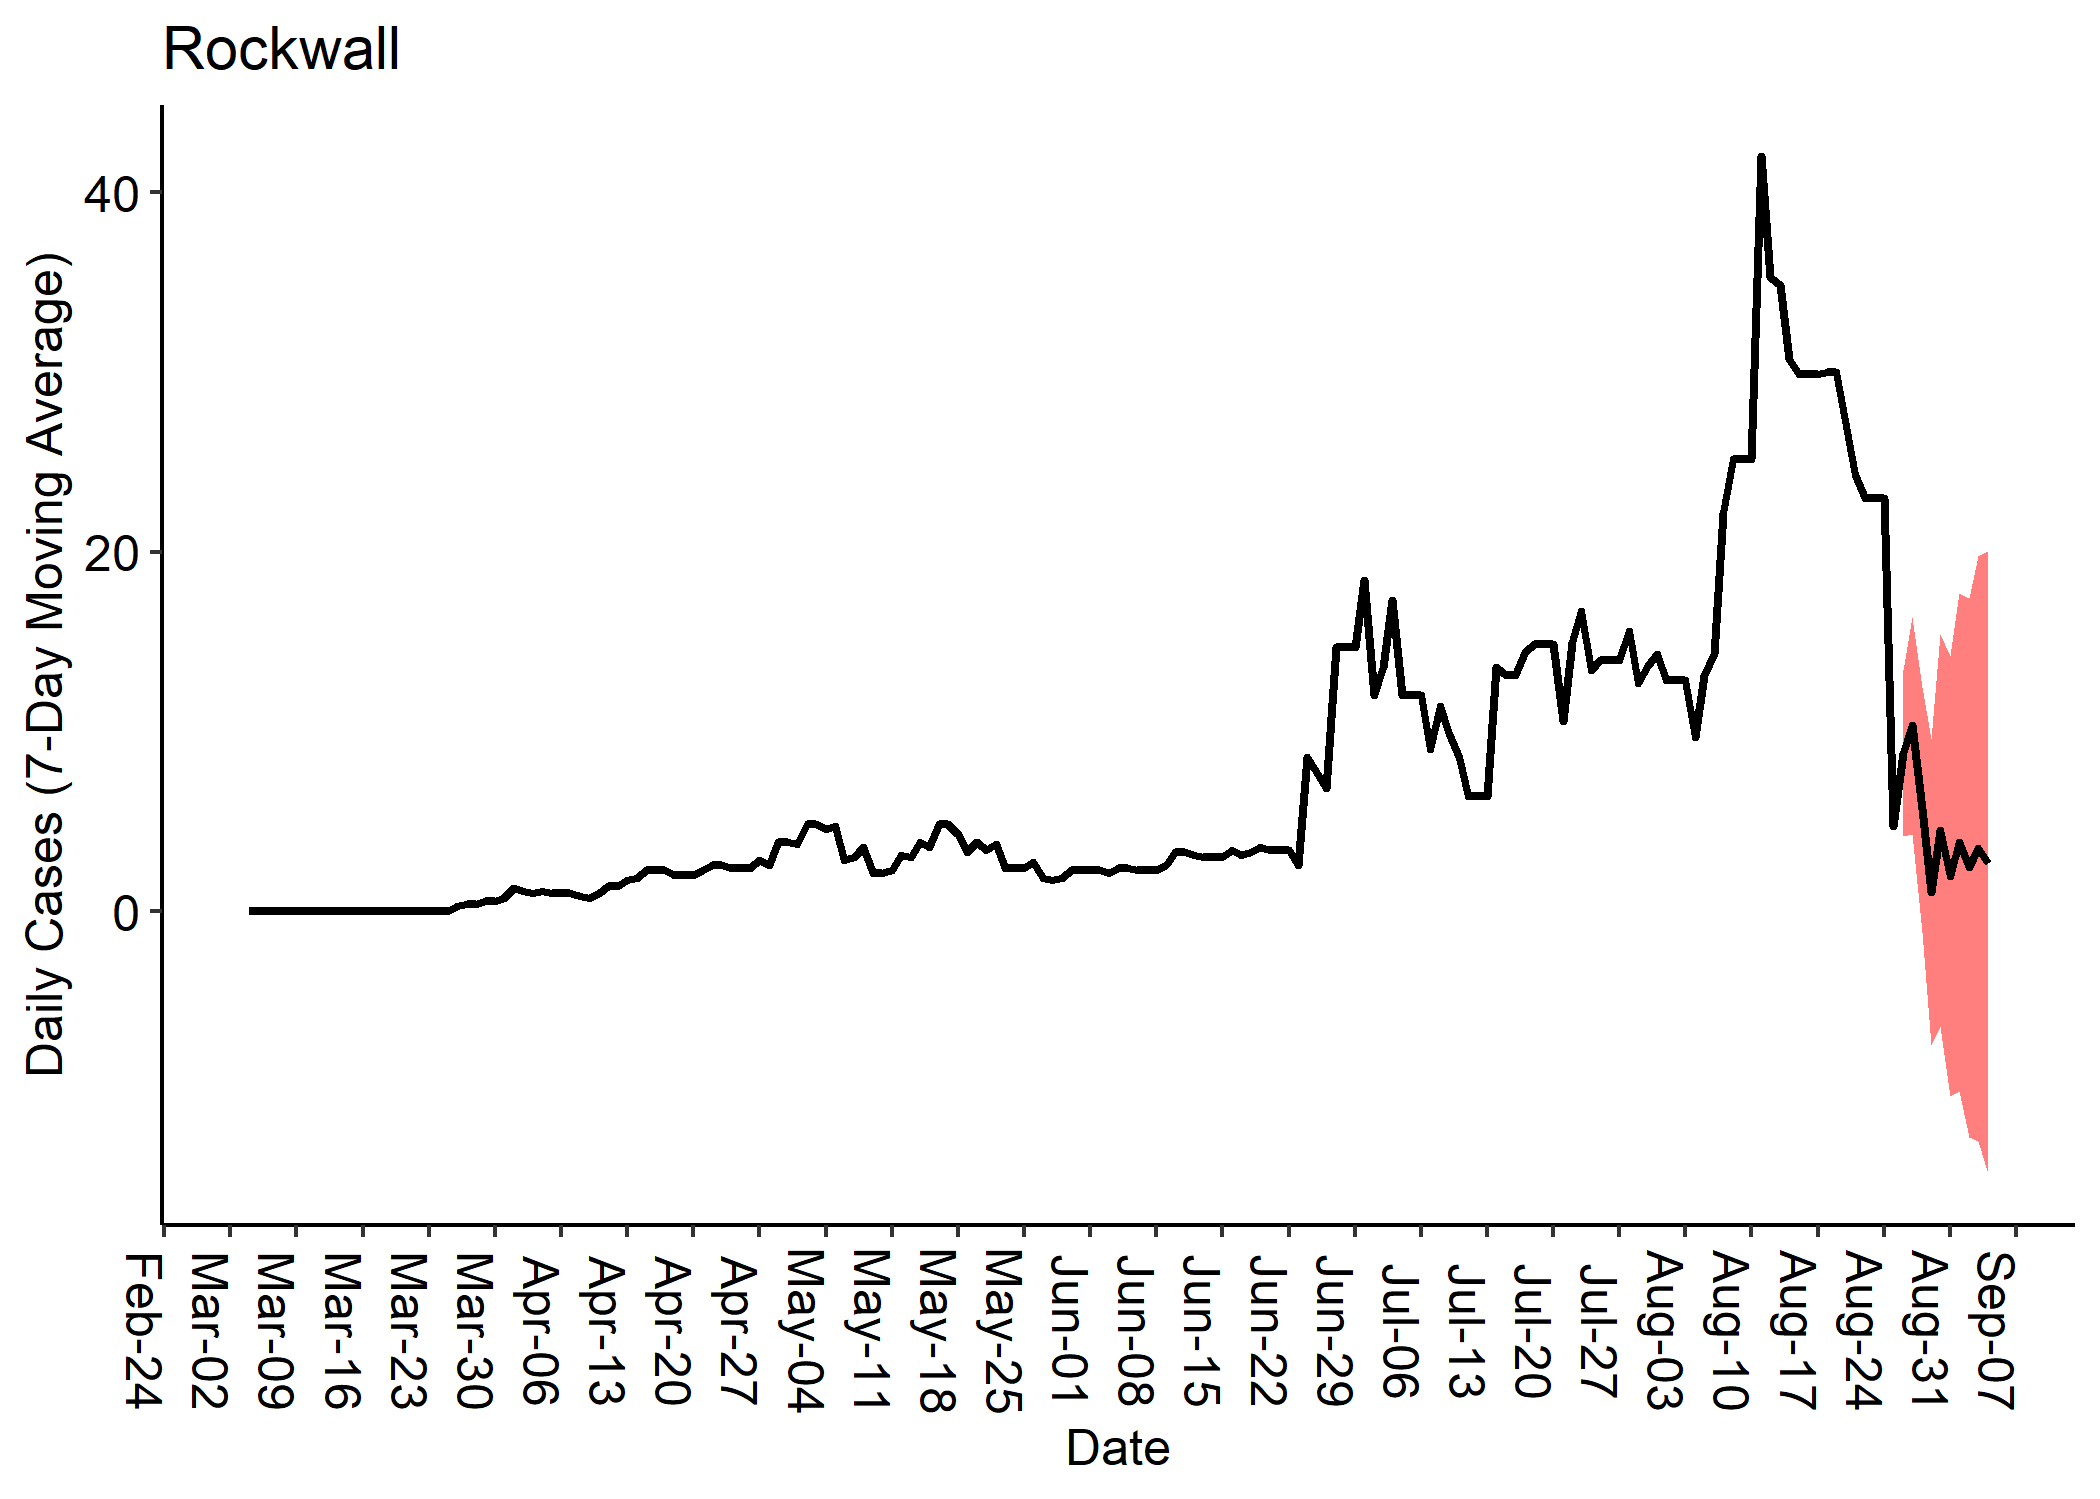 Rockwall
Daily Cases (7-Day Moving Average)
40
20
0
Feb-24
Mar-02
Mar-09
Mar-16
Mar-23
Mar-30
Apr-06
Apr-13
Apr-20
Apr-27
May-04
May-11
May-18
May-25
Jun-01
Jun-08
Jun-15
Jun-22
Jun-29
Jul-06
Jul-13
Jul-20
Jul-27
Aug-03
Aug-10
Aug-17
Aug-24
Aug-31
Sep-07
Date